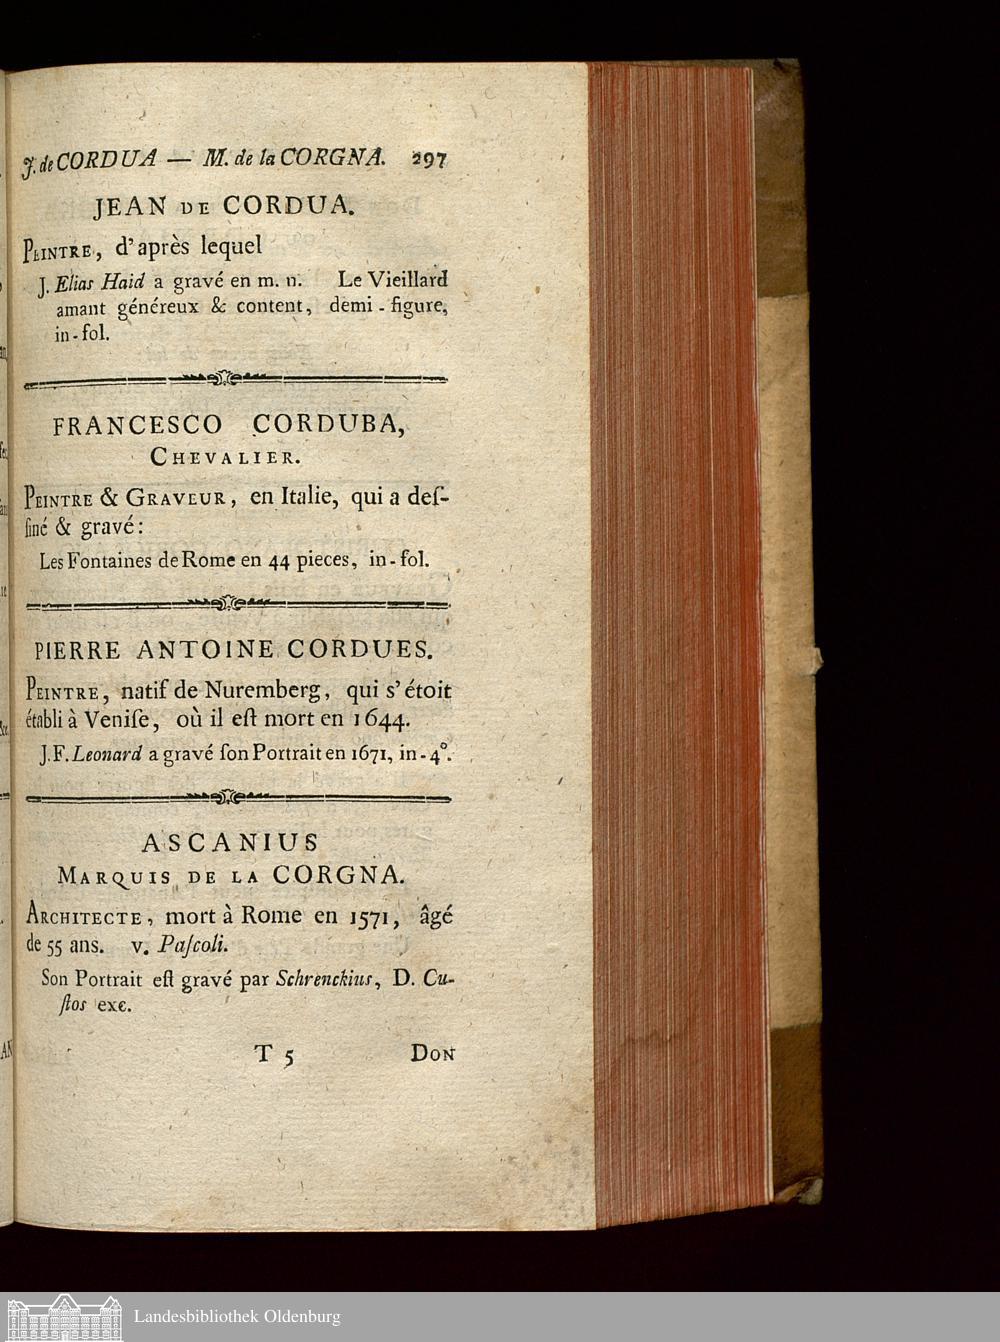 J. de CORDUA — M. de la CORGNA. 297
JEAN DE CORDUA.
PEINTRE, d'après lequel
J. Elias Haid a gravé en m. n. Le Vieillard
amant généreux & content, demi-figure,
in-fol.
FRANCESCO CORDUBA,
CHEVALIER.
PEINTRE & GRAVEUR, en Italie, qui a deſ-
ſiné & gravé:
Les Fontaines de Rome en 44 pieces, in-fol.
PIERRE ANTOINE CORDUES.
PEINTRE, natif de Nuremberg, qui s'étoit
établi à Veniſe, où il eſt mort en 1644.
J. F. Leonard a gravé ſon Portrait en 1671, in-4°.
ASCANIUS
MARQUIS DE LA CORGNA.
ARCHITECTE, mort à Rome en 1571, âgé
de 55 ans. v. Paſcoli.
Son Portrait eſt gravé par Schrenckius, D. Cu-
ſtos exc.
T 5 DON
Landesbibliothek Oldenburg